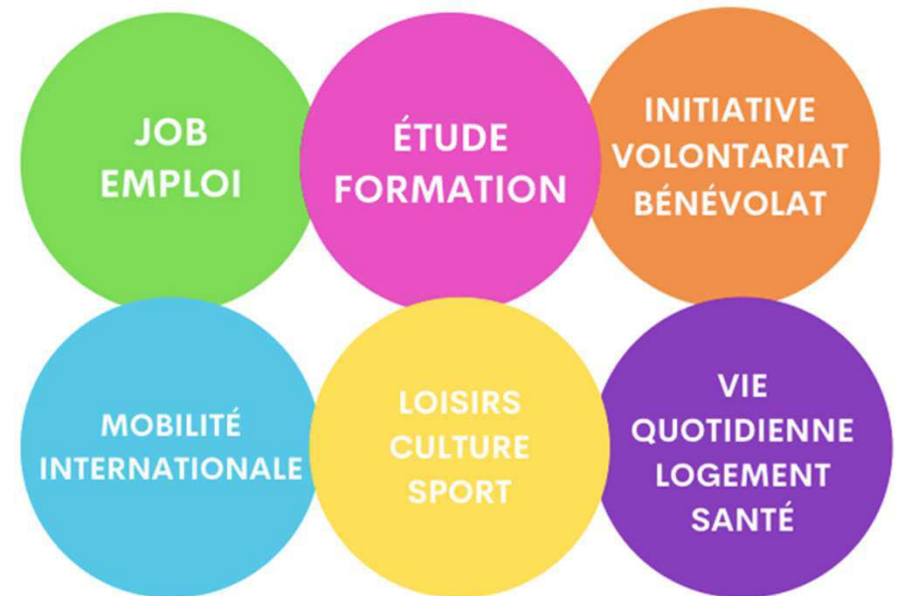 JOB
EMPLOI
ÉTUDE
FORMATION
INITIATIVE
VOLONTARIAT
BÉNÉVOLAT
MOBILITÉ
INTERNATIONALE
LOISIRS
CULTURE
SPORT
VIE
QUOTIDIENNE
LOGEMENT
SANTÉ